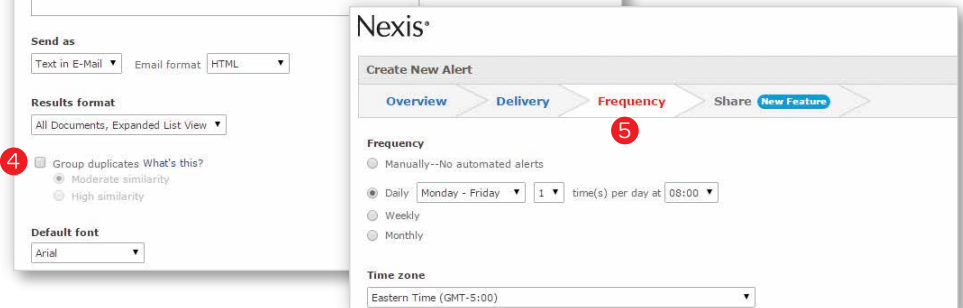 Send as
Text in E-Mail Email format HTML
Results format
All Documents, Expanded List View
4 Group duplicates What's this?
Moderate similarity
High similarity
Default font
Arial
Nexis®
Create New Alert
Overview Delivery Frequency Share New Feature
5
Frequency
Manually--No automated alerts
Daily Monday - Friday 1 time(s) per day at 08:00
Weekly
Monthly
Time zone
Eastern Time (GMT-5:00)